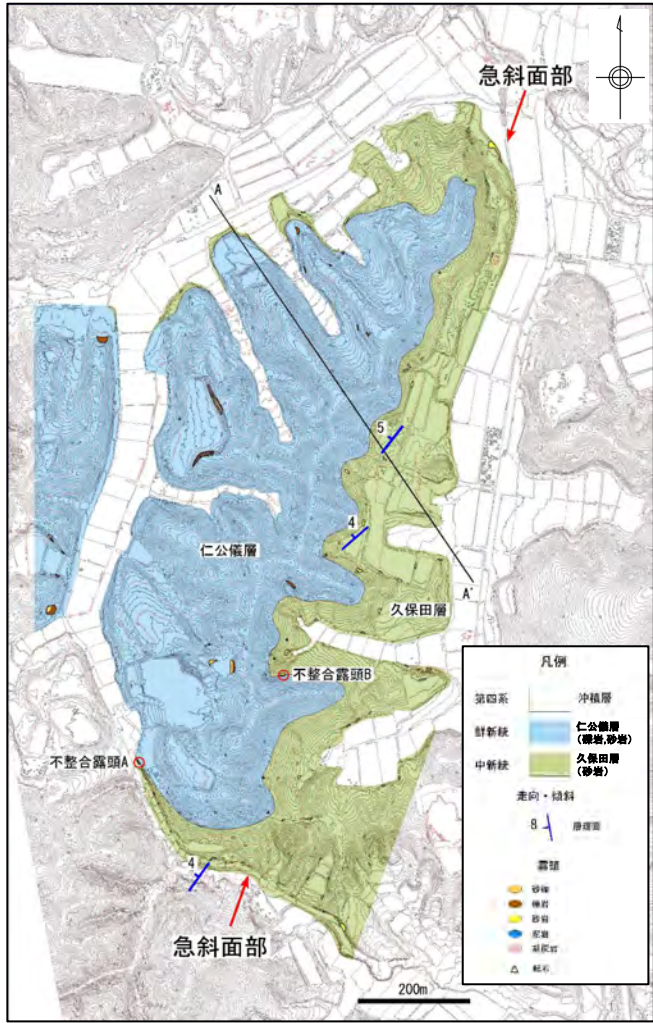 急斜面部
A
5
4
仁公儀層
A'
久保田層
不整合露頭B
不整合露頭A
4
急斜面部
200m
凡例
第四系 沖積層
鮮新統 仁公儀層
(礫岩,砂岩)
中新統 久保田層
(砂岩)
走向・傾斜
8 層理面
露頭
砂礫
礫岩
砂岩
泥岩
凝灰岩
転石